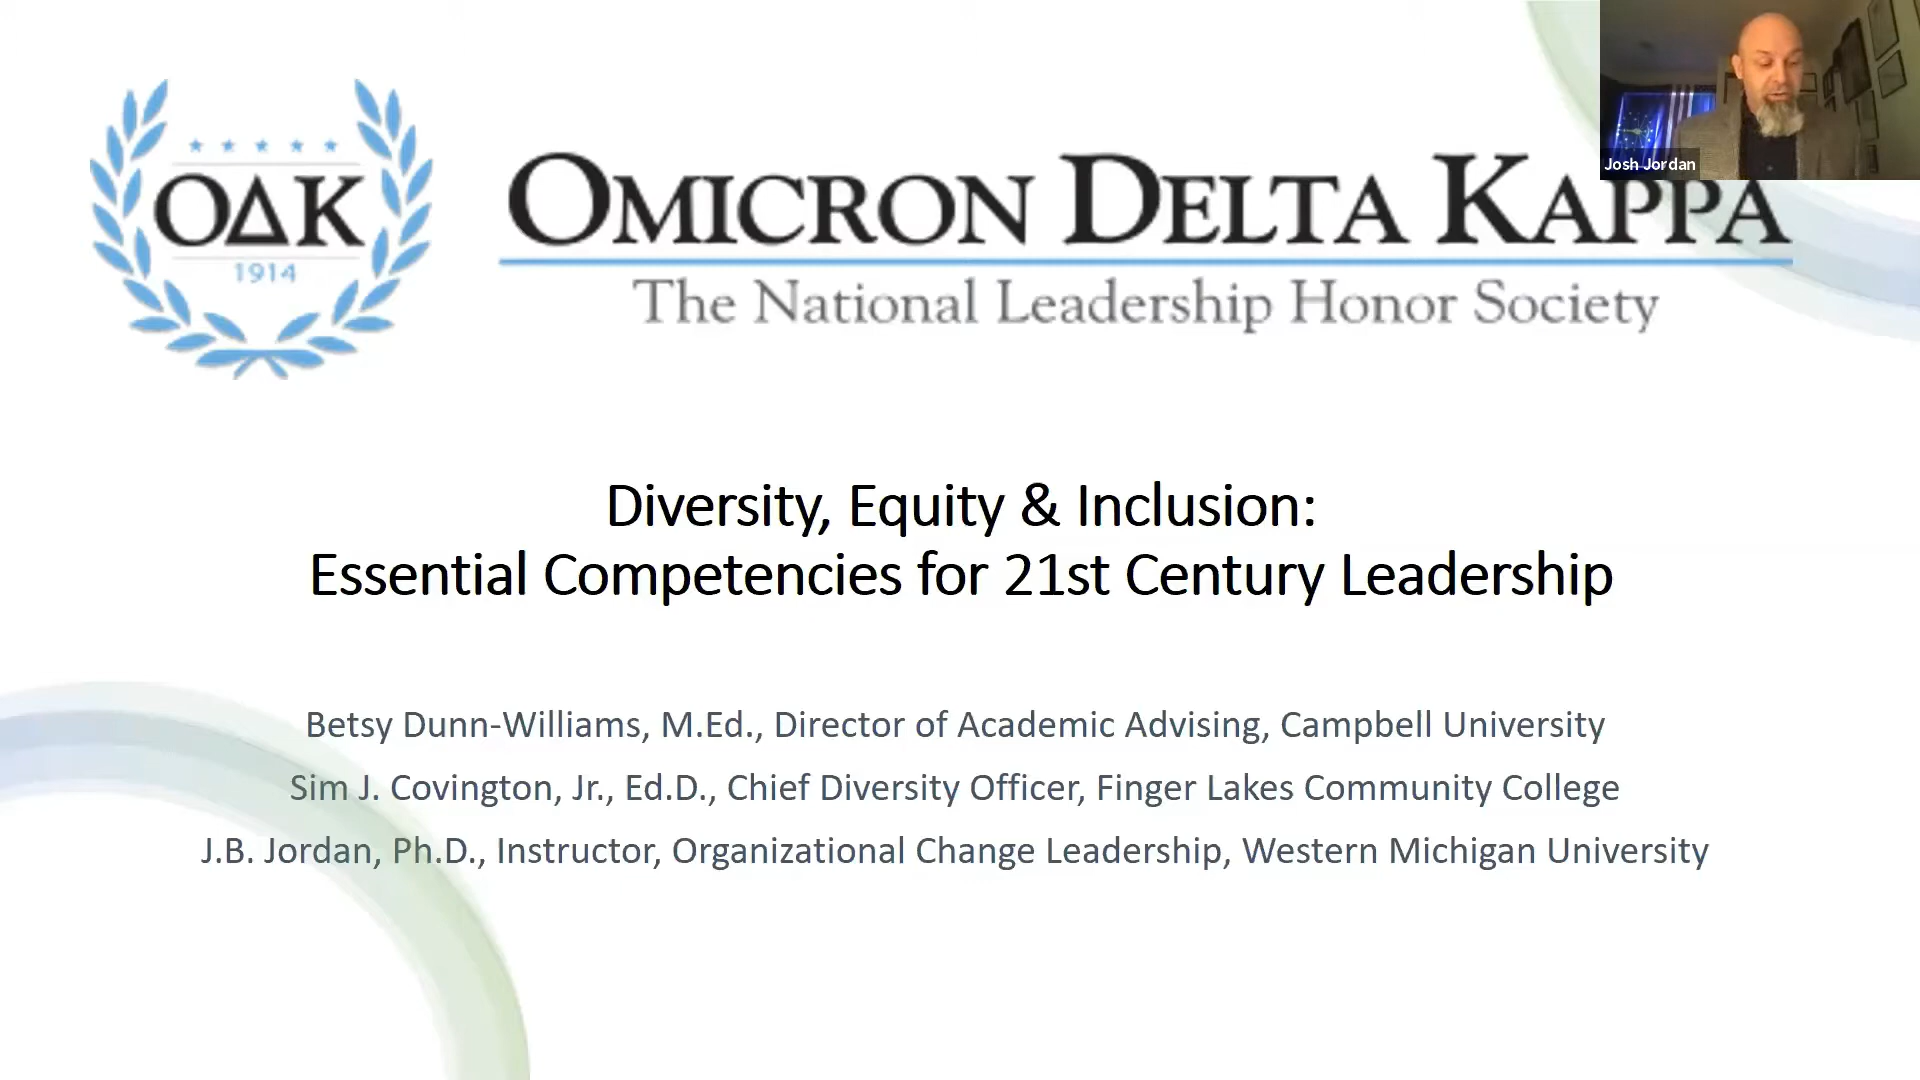 Josh Jordan
ΟΔΚ
1914
OMICRON DELTA KAPPA
The National Leadership Honor Society
Diversity, Equity & Inclusion:
Essential Competencies for 21st Century Leadership
Betsy Dunn-Williams, M.Ed., Director of Academic Advising, Campbell University
Sim J. Covington, Jr., Ed.D., Chief Diversity Officer, Finger Lakes Community College
J.B. Jordan, Ph.D., Instructor, Organizational Change Leadership, Western Michigan University